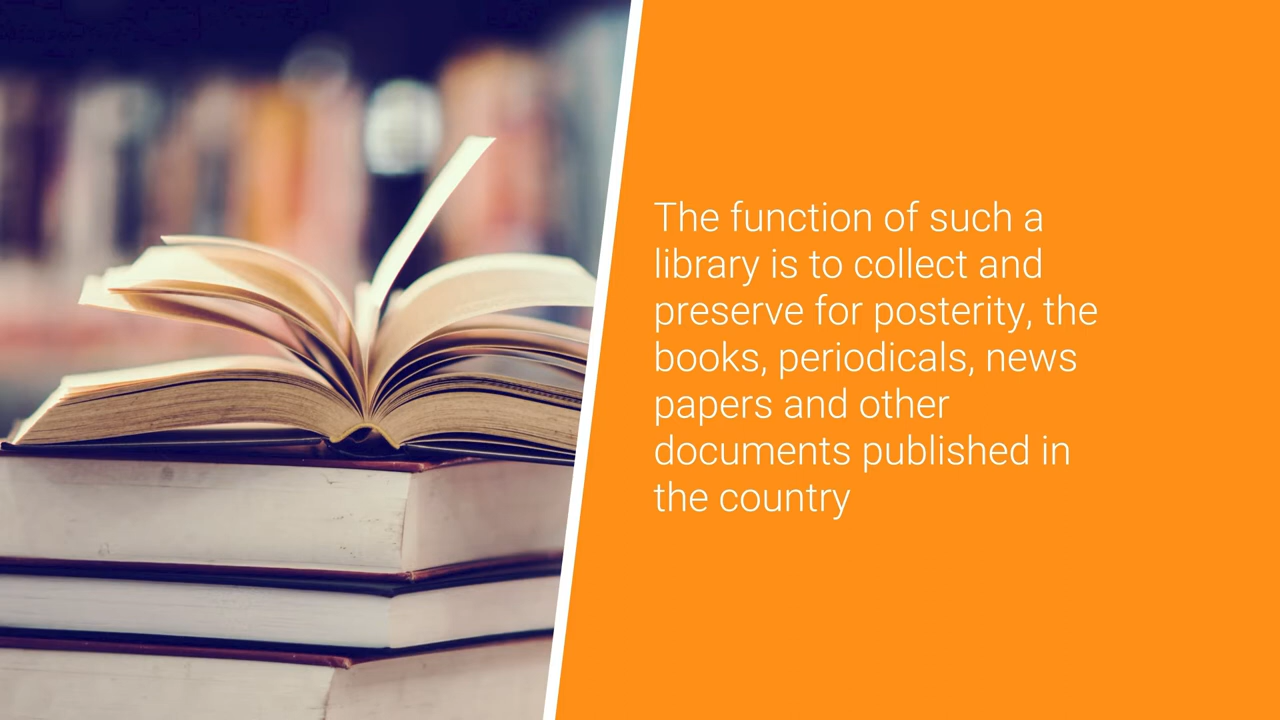 The function of such a
library is to collect and
preserve for posterity, the
books, periodicals, news
papers and other
documents published in
the country